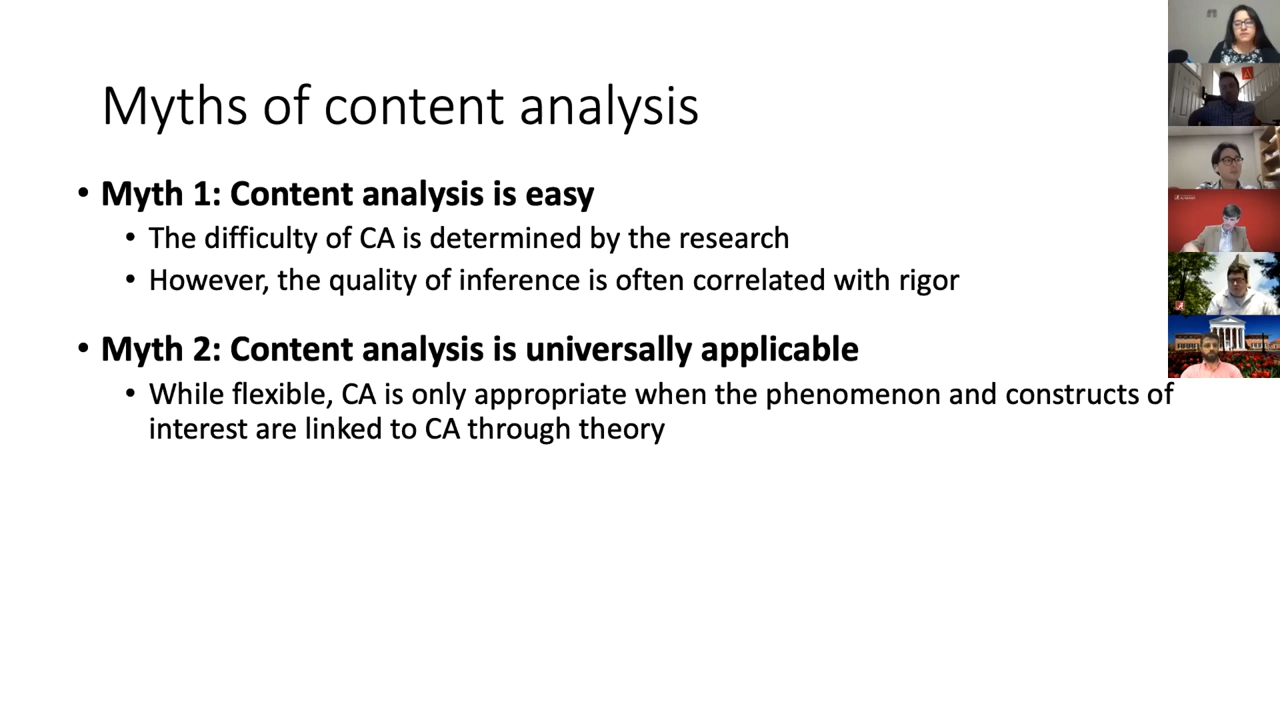 Myths of content analysis
• Myth 1: Content analysis is easy
• The difficulty of CA is determined by the research
• However, the quality of inference is often correlated with rigor
• Myth 2: Content analysis is universally applicable
• While flexible, CA is only appropriate when the phenomenon and constructs of
interest are linked to CA through theory